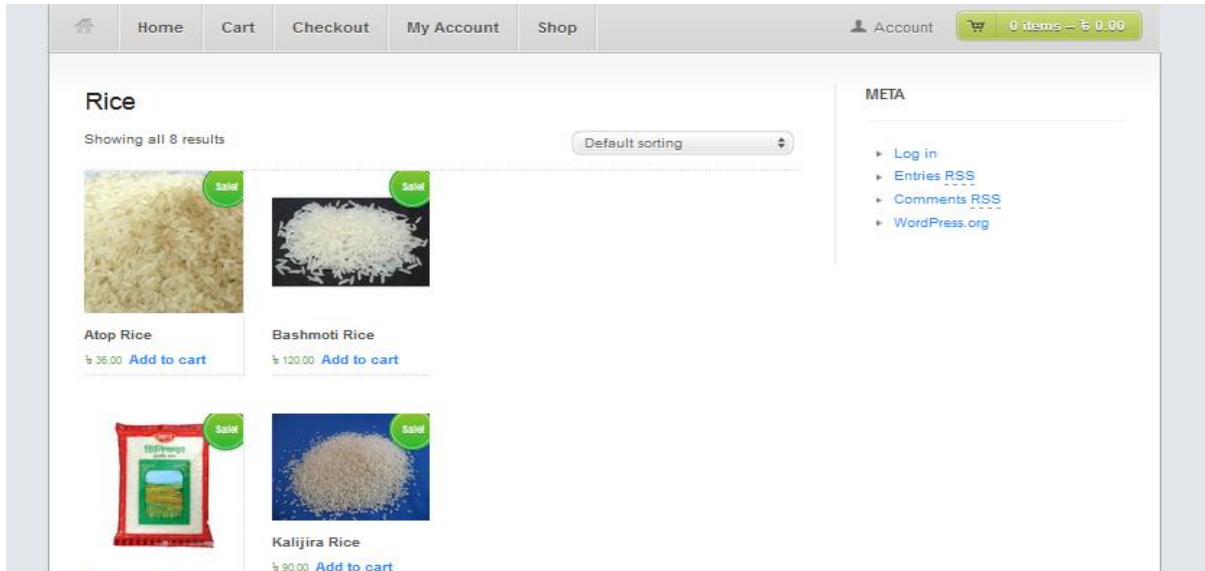 Home Cart Checkout My Account Shop Account 0 items – ৳ 0.00
Rice
Showing all 8 results
Default sorting
Sale!
Sale!
Atop Rice
৳ 36.00 Add to cart
Bashmoti Rice
৳ 120.00 Add to cart
Sale!
চিনিগুড়া
Sale!
Kalijira Rice
৳ 90.00 Add to cart
META
Log in
Entries RSS
Comments RSS
WordPress.org